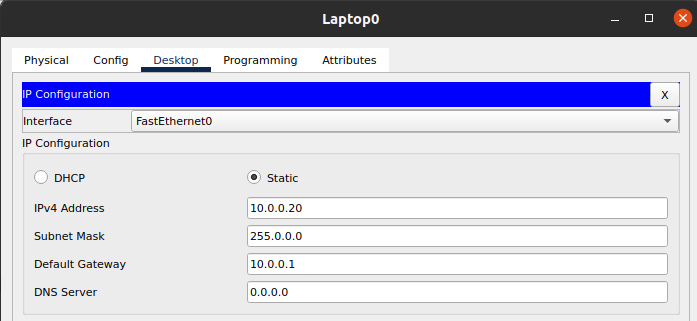 Laptop0
Physical Config Desktop Programming Attributes
IP Configuration X
Interface FastEthernet0
IP Configuration
DHCP Static
IPv4 Address 10.0.0.20
Subnet Mask 255.0.0.0
Default Gateway 10.0.0.1
DNS Server 0.0.0.0